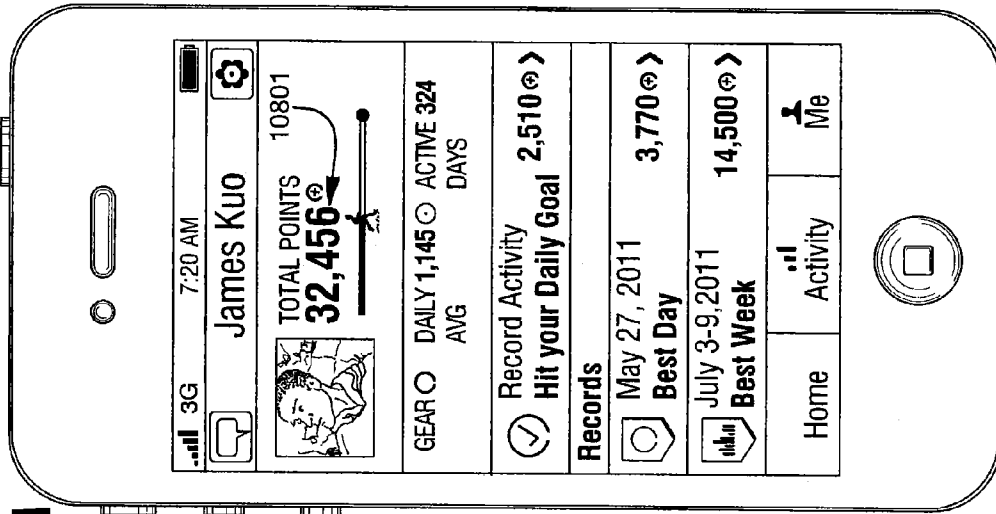 3G 7:20 AM
James Kuo
TOTAL POINTS
32,456
10801
GEAR DAILY 1,145 ACTIVE 324
AVG DAYS
Record Activity
Hit your Daily Goal 2,510
Records
May 27, 2011
Best Day 3,770
July 3-9,2011
Best Week 14,500
Home Activity Me